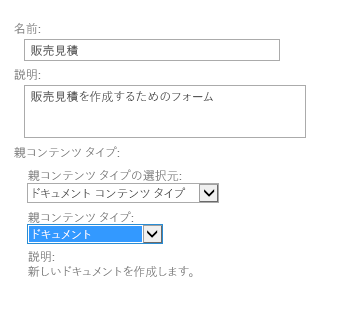 名前:
販売見積
説明:
販売見積を作成するためのフォーム
親コンテンツ タイプ:
親コンテンツ タイプの選択元:
ドキュメント コンテンツ タイプ
親コンテンツ タイプ:
ドキュメント
説明:
新しいドキュメントを作成します。